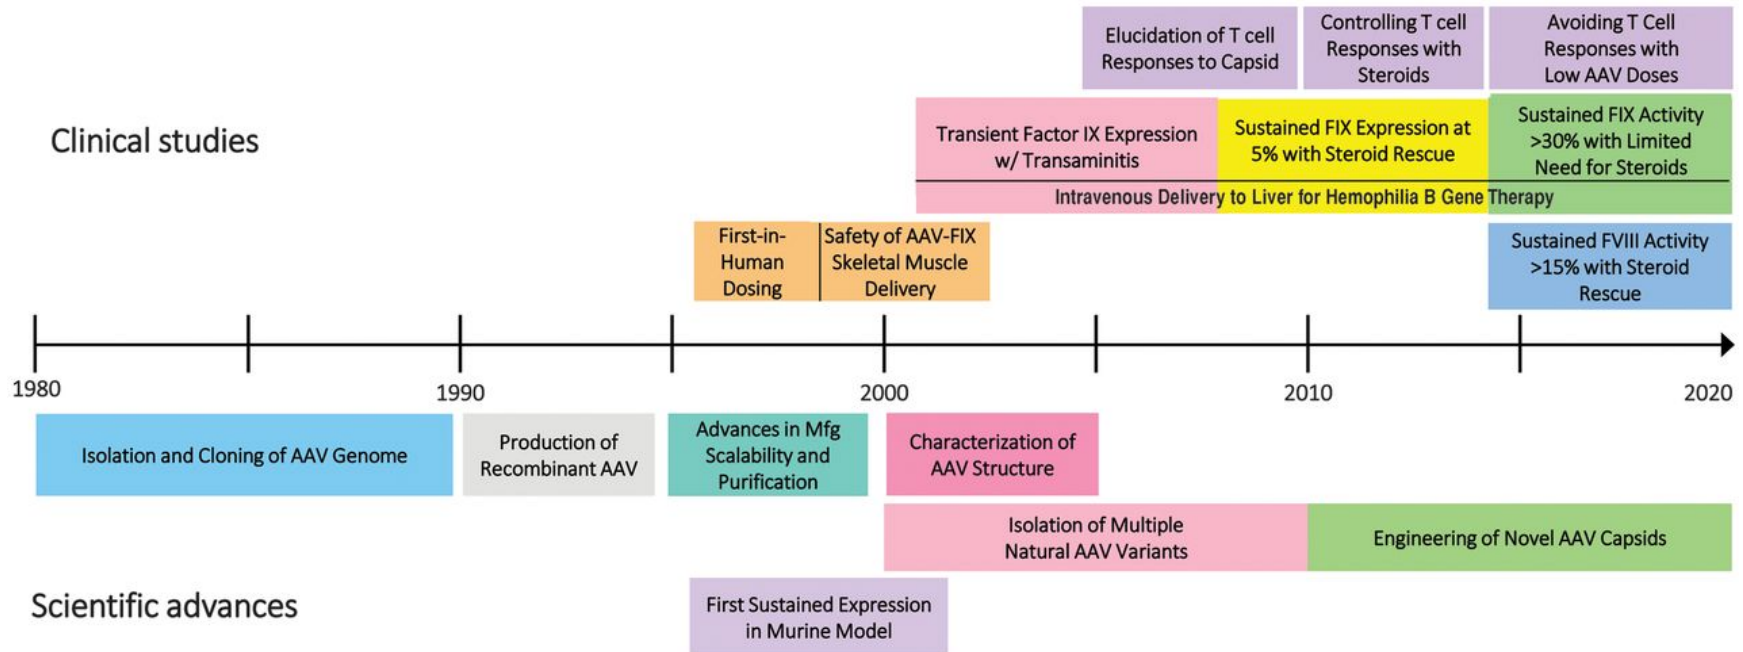 Elucidation of T cell
Responses to Capsid
Controlling T cell
Responses with
Steroids
Avoiding T Cell
Responses with
Low AAV Doses
Clinical studies
Transient Factor IX Expression
w/ Transaminitis
Sustained FIX Expression at
5% with Steroid Rescue
Sustained FIX Activity
>30% with Limited
Need for Steroids
Intravenous Delivery to Liver for Hemophilia B Gene Therapy
First-in-
Human
Dosing
Safety of AAV-FIX
Skeletal Muscle
Delivery
Sustained FVIII Activity
>15% with Steroid
Rescue
1980
1990
2000
2010
2020
Isolation and Cloning of AAV Genome
Production of
Recombinant AAV
Advances in Mfg
Scalability and
Purification
Characterization of
AAV Structure
Isolation of Multiple
Natural AAV Variants
Engineering of Novel AAV Capsids
Scientific advances
First Sustained Expression
in Murine Model